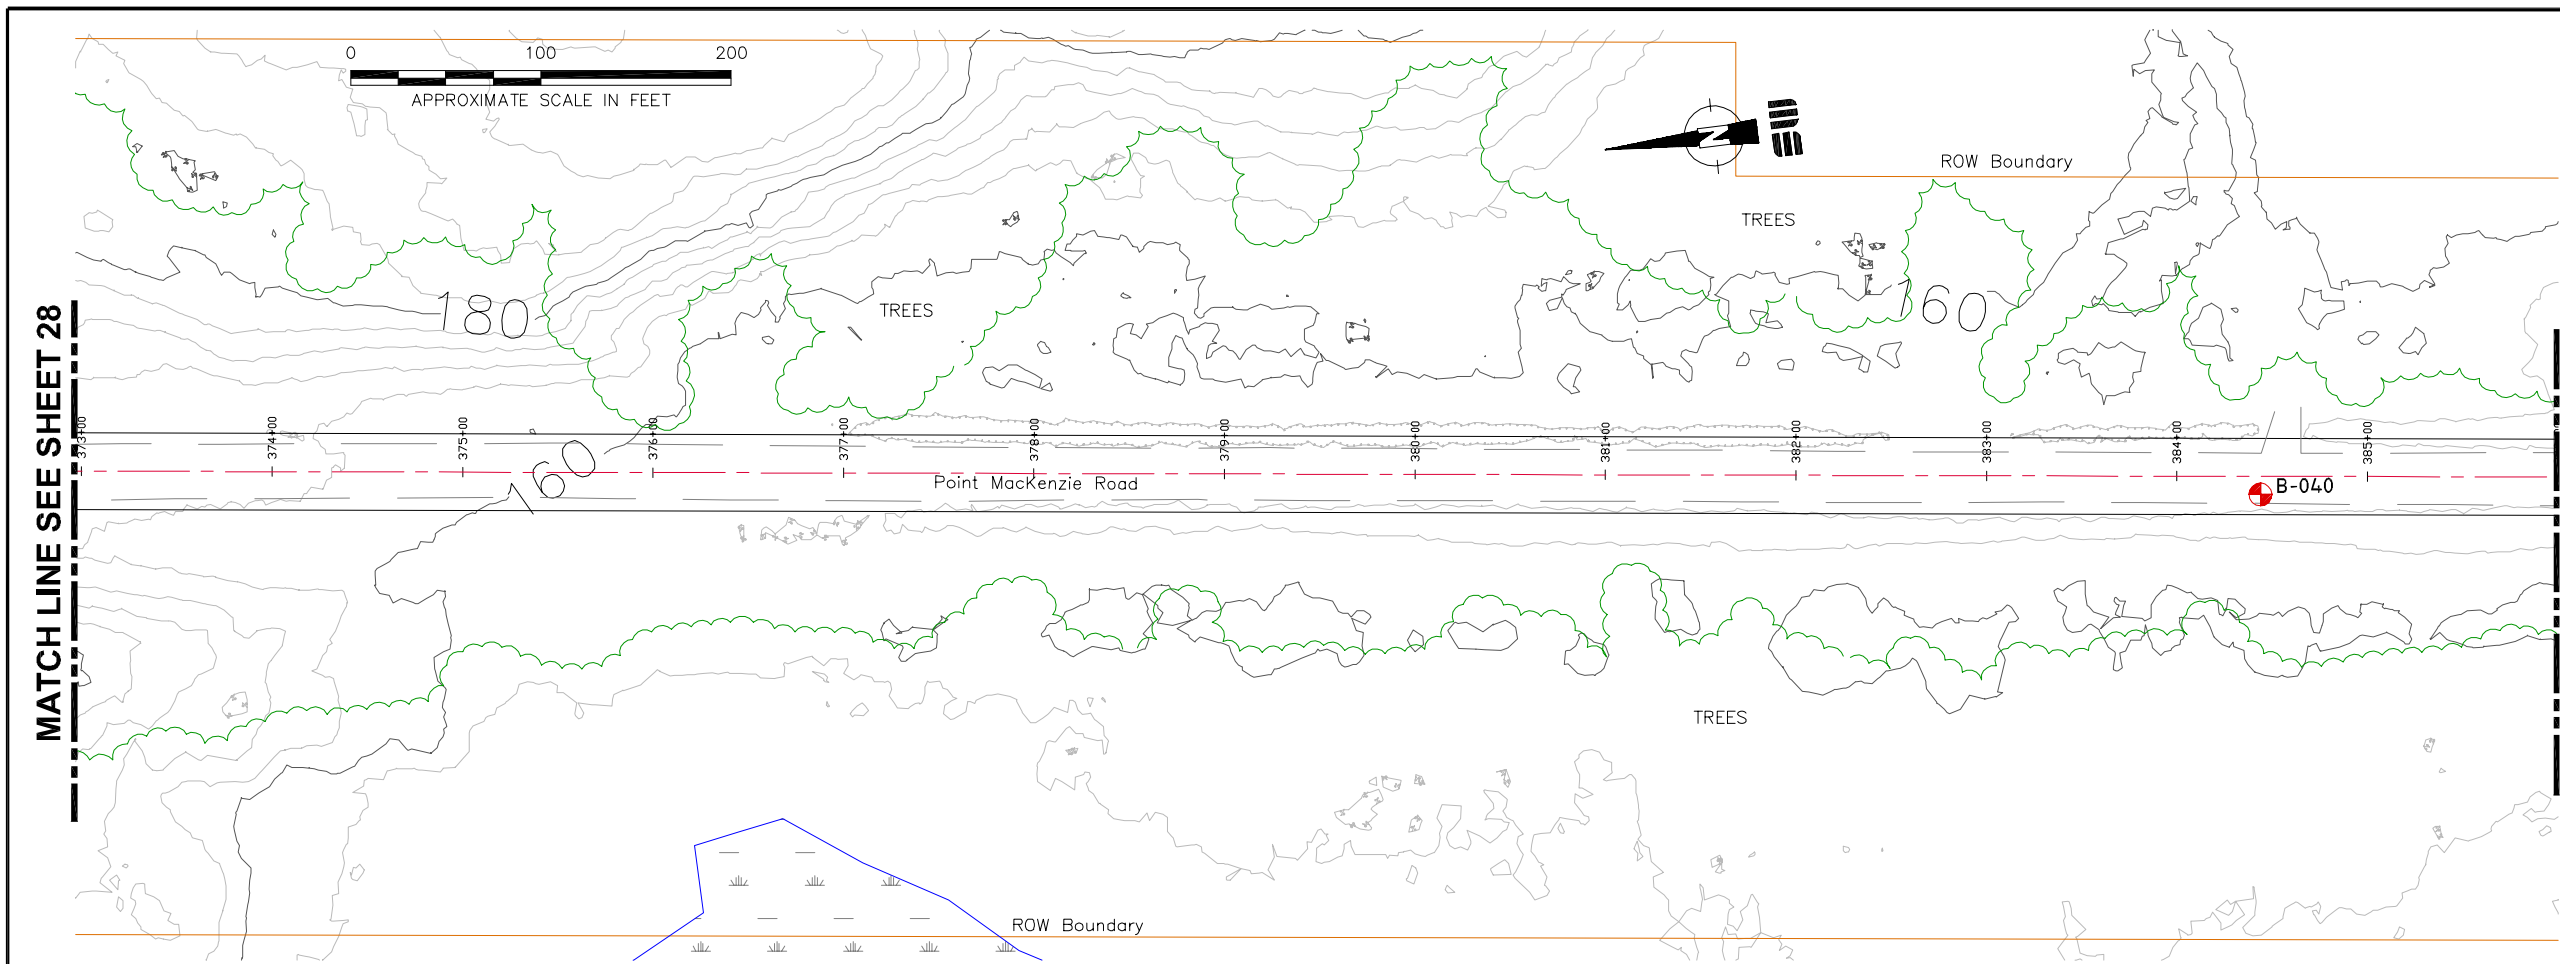 0 100 200
APPROXIMATE SCALE IN FEET
N
ROW Boundary
TREES
180
TREES
160
MATCH LINE SEE SHEET 28
373+00
374+00
375+00
376+00
377+00
378+00
379+00
380+00
381+00
382+00
383+00
384+00
385+00
160
Point MacKenzie Road
B-040
TREES
ROW Boundary